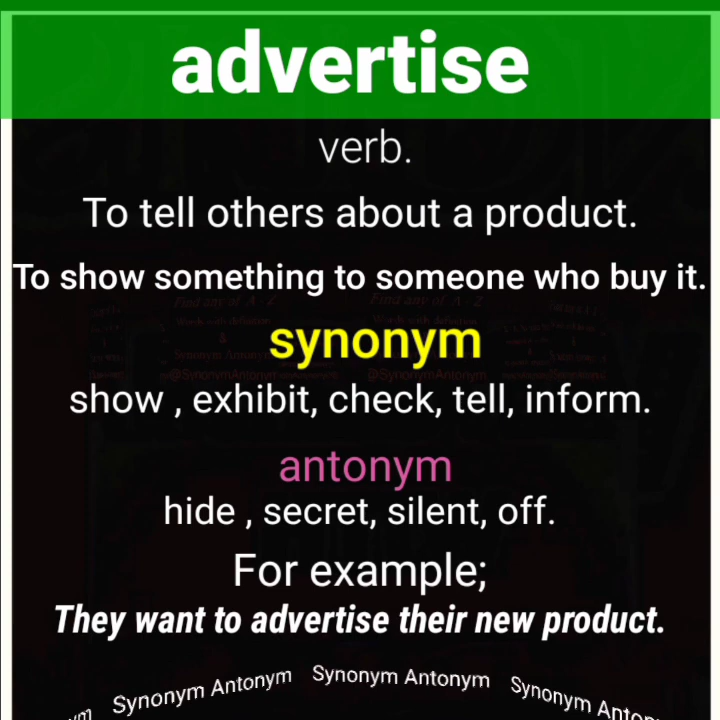 advertise
verb.
To tell others about a product.
To show something to someone who buy it.
synonym
show , exhibit, check, tell, inform.
antonym
hide , secret, silent, off.
For example;
They want to advertise their new product.
Synonym Antonym Synonym Antonym Synonym